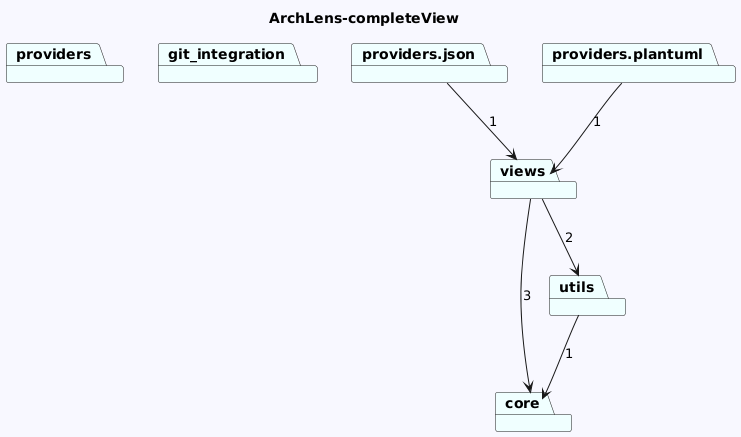 ArchLens-completeView
providers
git_integration
providers.json
providers.plantuml
1
1
views
2
utils
3
1
core